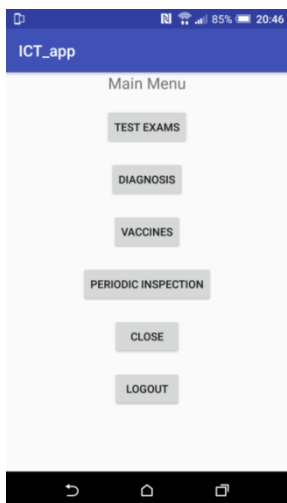 85% 20:46
ICT_app
Main Menu
TEST EXAMS
DIAGNOSIS
VACCINES
PERIODIC INSPECTION
CLOSE
LOGOUT